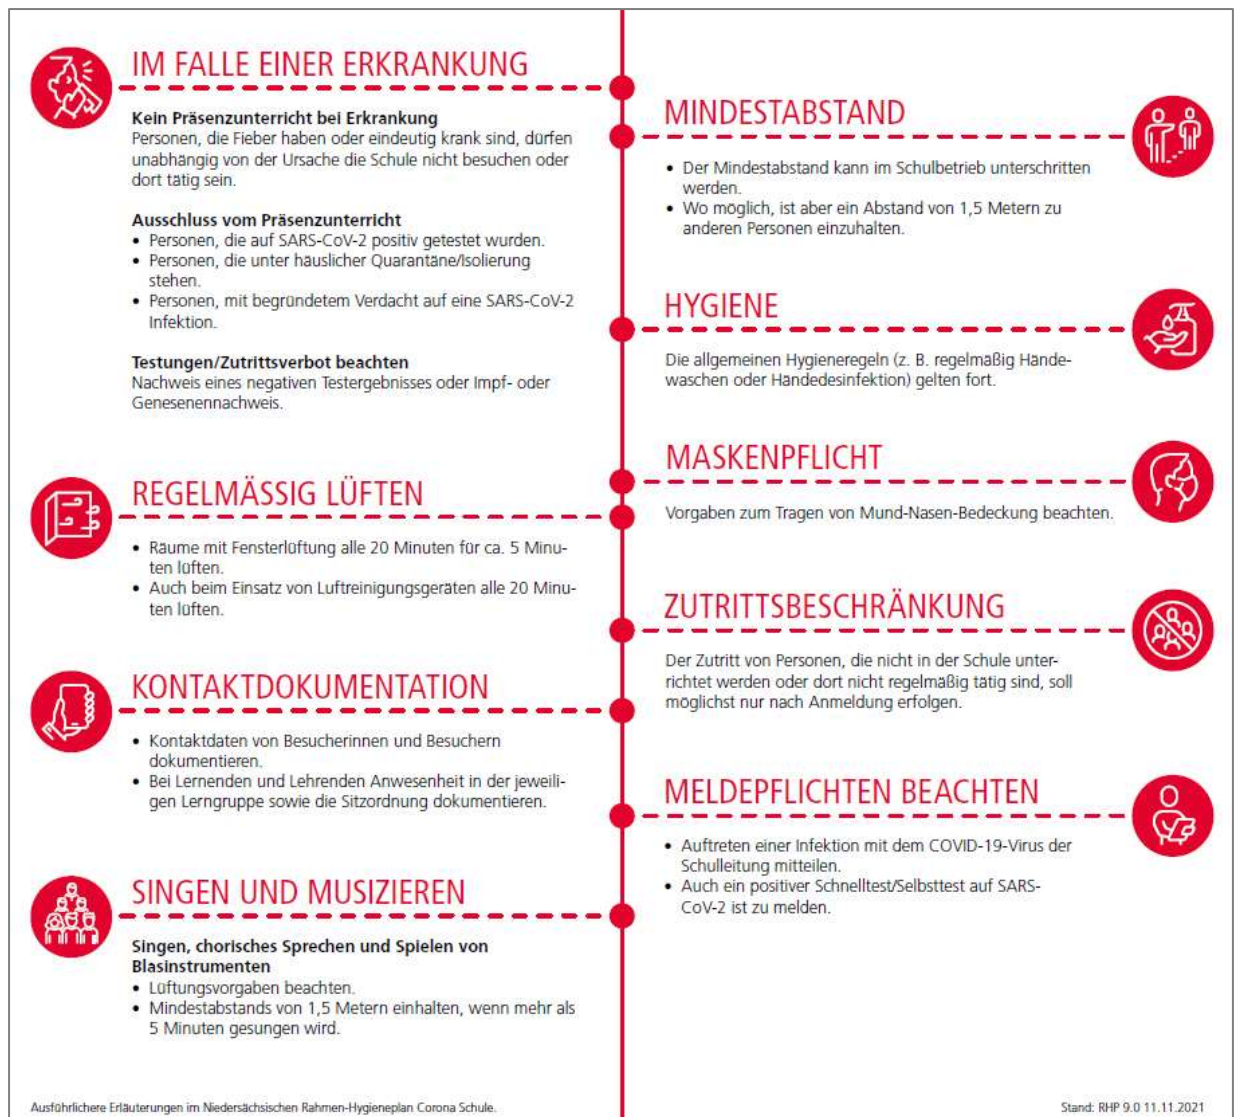 IM FALLE EINER ERKRANKUNG
Kein Präsenzunterricht bei Erkrankung
Personen, die Fieber haben oder eindeutig krank sind, dürfen
unabhängig von der Ursache die Schule nicht besuchen oder
dort tätig sein.
Ausschluss vom Präsenzunterricht
• Personen, die auf SARS-CoV-2 positiv getestet wurden.
• Personen, die unter häuslicher Quarantäne/Isolierung
stehen.
• Personen, mit begründetem Verdacht auf eine SARS-CoV-2
Infektion.
Testungen/Zutrittsverbot beachten
Nachweis eines negativen Testergebnisses oder Impf- oder
Genesenennachweis.
REGELMÄSSIG LÜFTEN
• Räume mit Fensterlüftung alle 20 Minuten für ca. 5 Minu-
ten lüften.
• Auch beim Einsatz von Luftreinigungsgeräten alle 20 Minu-
ten lüften.
KONTAKTDOKUMENTATION
• Kontaktdaten von Besucherinnen und Besuchern
dokumentieren.
• Bei Lernenden und Lehrenden Anwesenheit in der jeweili-
gen Lerngruppe sowie die Sitzordnung dokumentieren.
SINGEN UND MUSIZIEREN
Singen, chorisches Sprechen und Spielen von
Blasinstrumenten
• Lüftungsvorgaben beachten.
• Mindestabstands von 1,5 Metern einhalten, wenn mehr als
5 Minuten gesungen wird.
MINDESTABSTAND
• Der Mindestabstand kann im Schulbetrieb unterschritten
werden.
• Wo möglich, ist aber ein Abstand von 1,5 Metern zu
anderen Personen einzuhalten.
HYGIENE
Die allgemeinen Hygieneregeln (z. B. regelmäßig Hände-
waschen oder Händedesinfektion) gelten fort.
MASKENPFLICHT
Vorgaben zum Tragen von Mund-Nasen-Bedeckung beachten.
ZUTRITTSBESCHRÄNKUNG
Der Zutritt von Personen, die nicht in der Schule unter-
richtet werden oder dort nicht regelmäßig tätig sind, soll
möglichst nur nach Anmeldung erfolgen.
MELDEPFLICHTEN BEACHTEN
• Auftreten einer Infektion mit dem COVID-19-Virus der
Schulleitung mitteilen.
• Auch ein positiver Schnelltest/Selbsttest auf SARS-
CoV-2 ist zu melden.
Ausführlichere Erläuterungen im Niedersächsischen Rahmen-Hygieneplan Corona Schule.
Stand: RHP 9.0 11.11.2021